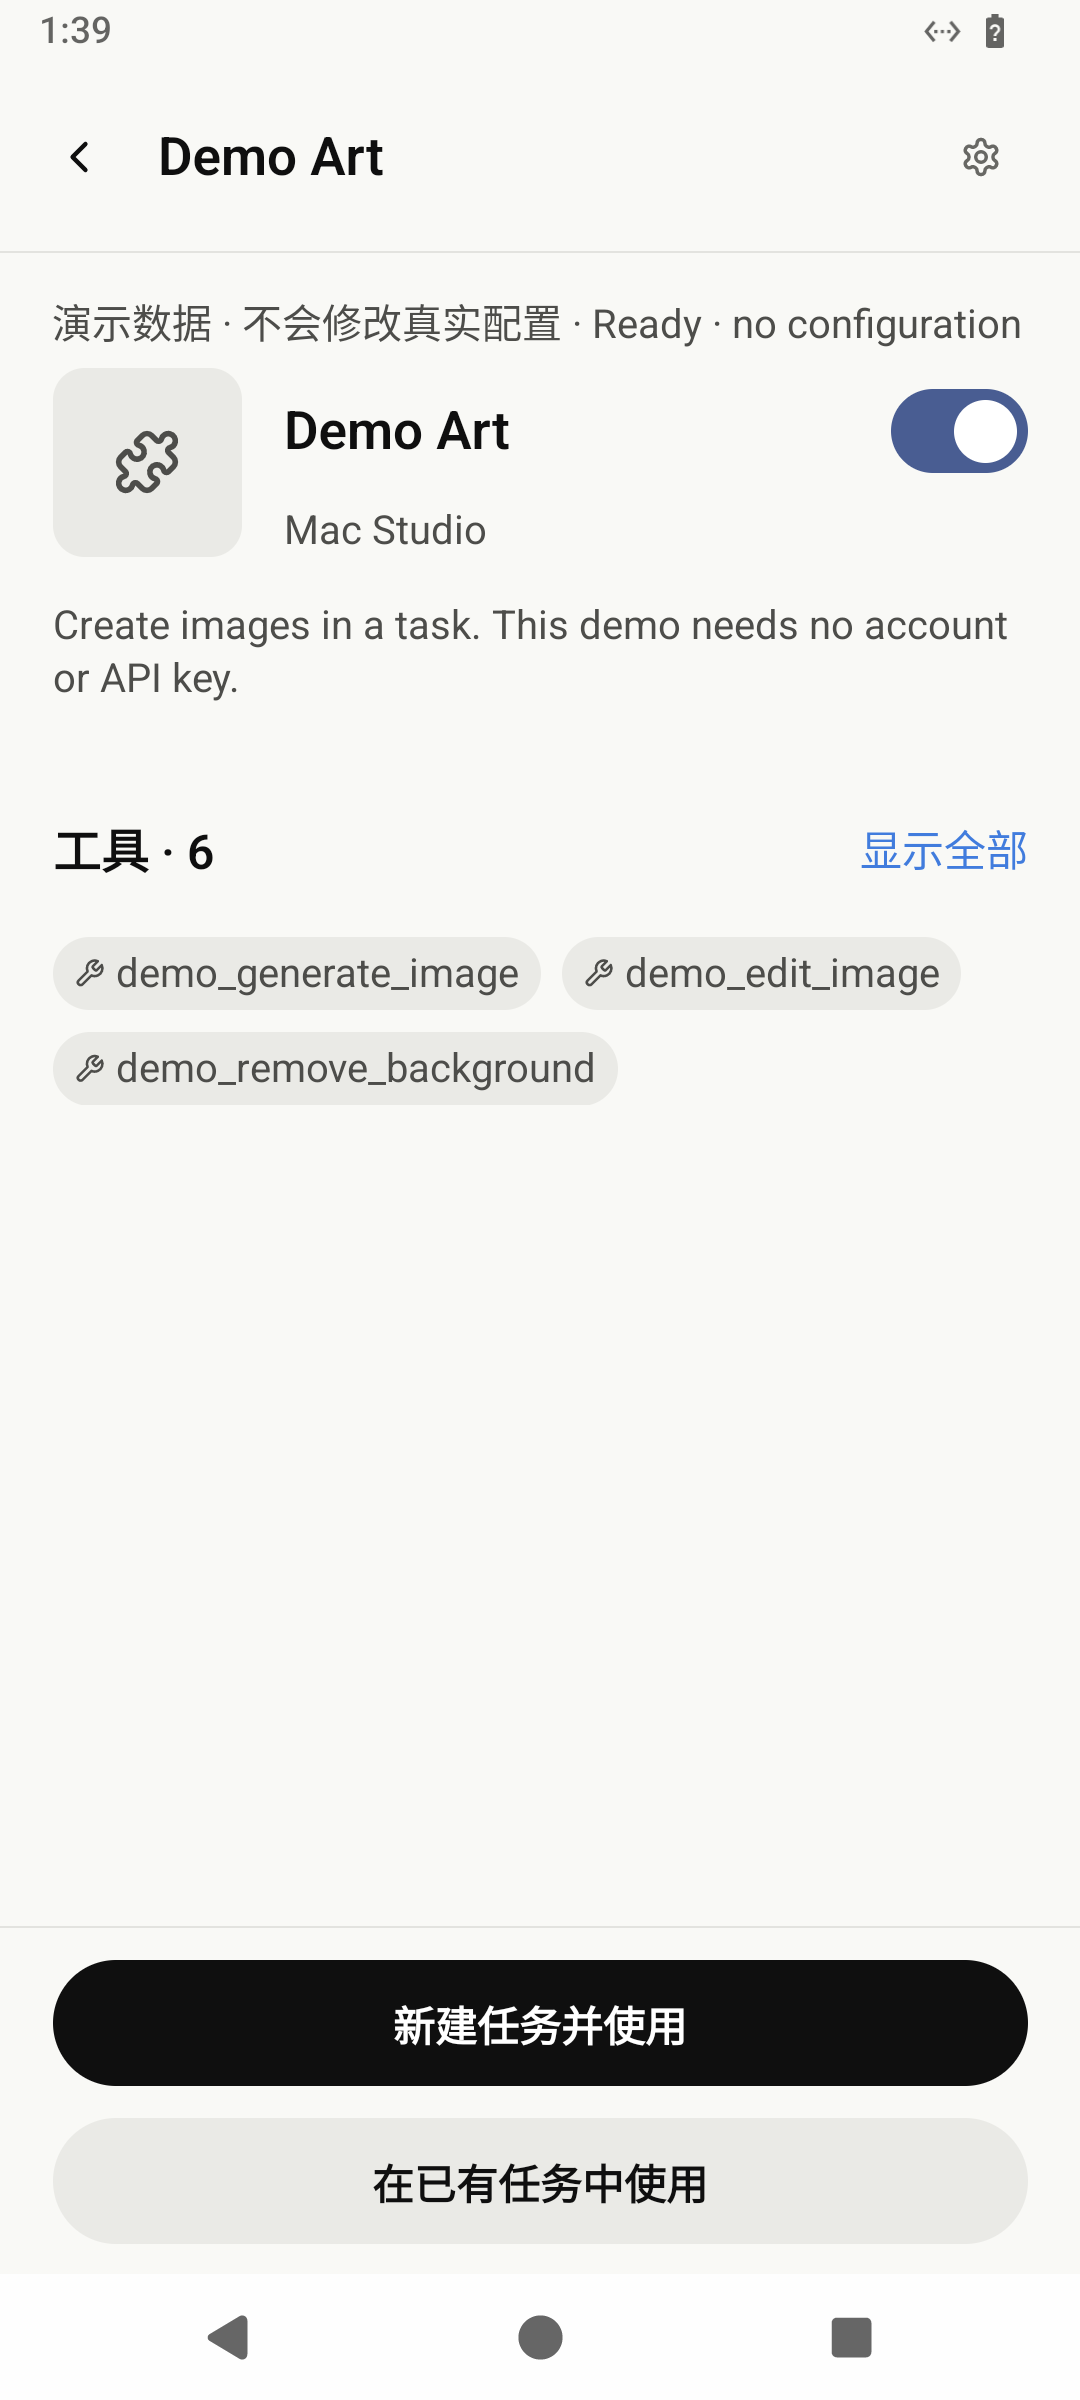 1:39
Demo Art
演示数据 · 不会修改真实配置 · Ready · no configuration
Demo Art
Mac Studio
Create images in a task. This demo needs no account
or API key.
工具 · 6
显示全部
demo_generate_image
demo_edit_image
demo_remove_background
新建任务并使用
在已有任务中使用